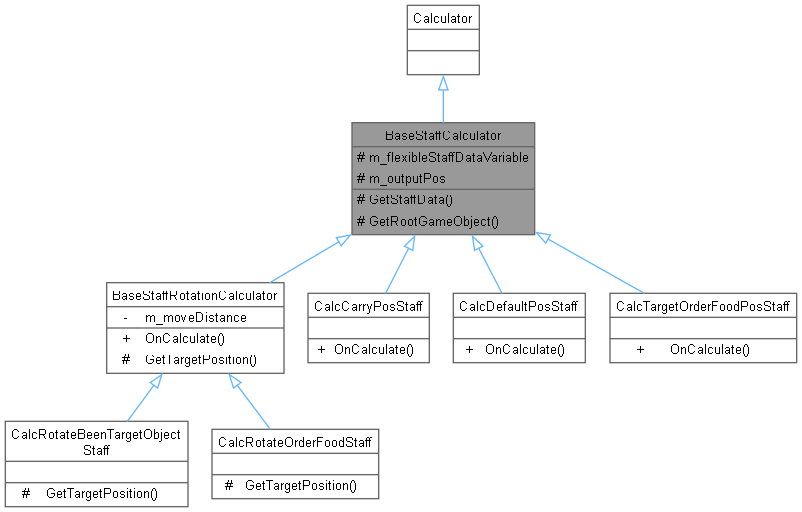 Calculator
BaseStaffCalculator
# m_flexibleStaffDataVariable
# m_outputPos
# GetStaffData()
# GetRootGameObject()
BaseStaffRotationCalculator
- m_moveDistance
+ OnCalculate()
# GetTargetPosition()
CalcCarryPosStaff
+ OnCalculate()
CalcDefaultPosStaff
+ OnCalculate()
CalcTargetOrderFoodPosStaff
+ OnCalculate()
CalcRotateBeenTargetObject
Staff
# GetTargetPosition()
CalcRotateOrderFoodStaff
# GetTargetPosition()